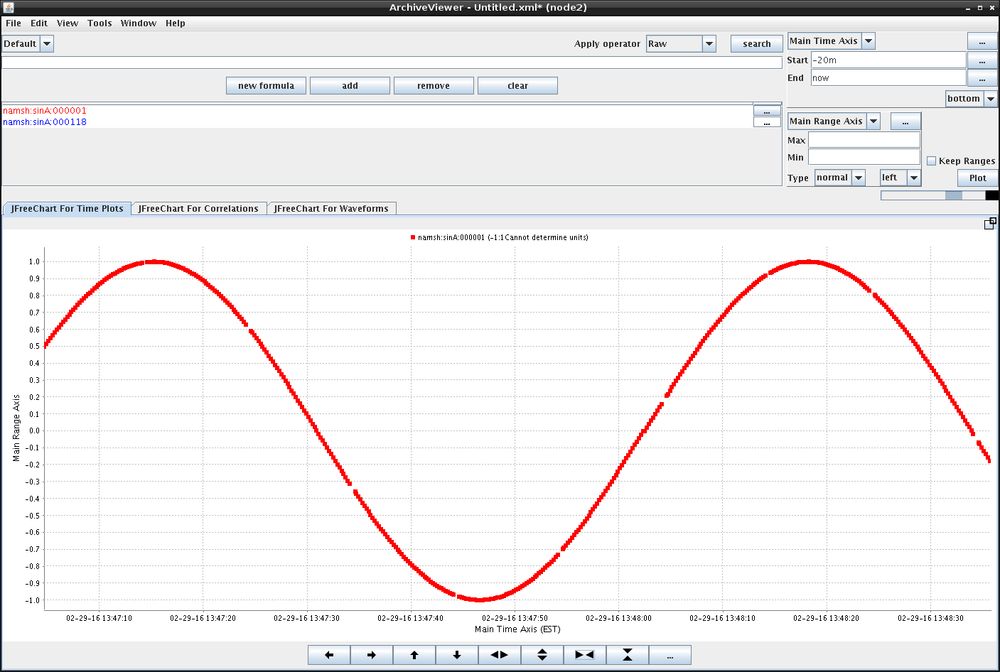 ArchiveViewer - Untitled.xml* (node2)
File Edit View Tools Window Help
Default Apply operator Raw search Main Time Axis ...
Start -20m ...
End now ...
new formula add remove clear
bottom
namsh:sinA:000001 ...
namsh:sinA:000118 ...
Main Range Axis ...
Max
Min
Keep Ranges
Type normal left Plot
JFreeChart For Time Plots JFreeChart For Correlations JFreeChart For Waveforms
namsh:sinA:000001 (-1:1Cannot determine units)
1.0
0.9
0.8
0.7
0.6
0.5
0.4
0.3
0.2
0.1
0.0
-0.1
-0.2
-0.3
-0.4
-0.5
-0.6
-0.7
-0.8
-0.9
-1.0
Main Range Axis
02-29-16 13:47:10 02-29-16 13:47:20 02-29-16 13:47:30 02-29-16 13:47:40 02-29-16 13:47:50 02-29-16 13:48:00 02-29-16 13:48:10 02-29-16 13:48:20 02-29-16 13:48:30
Main Time Axis (EST)
...